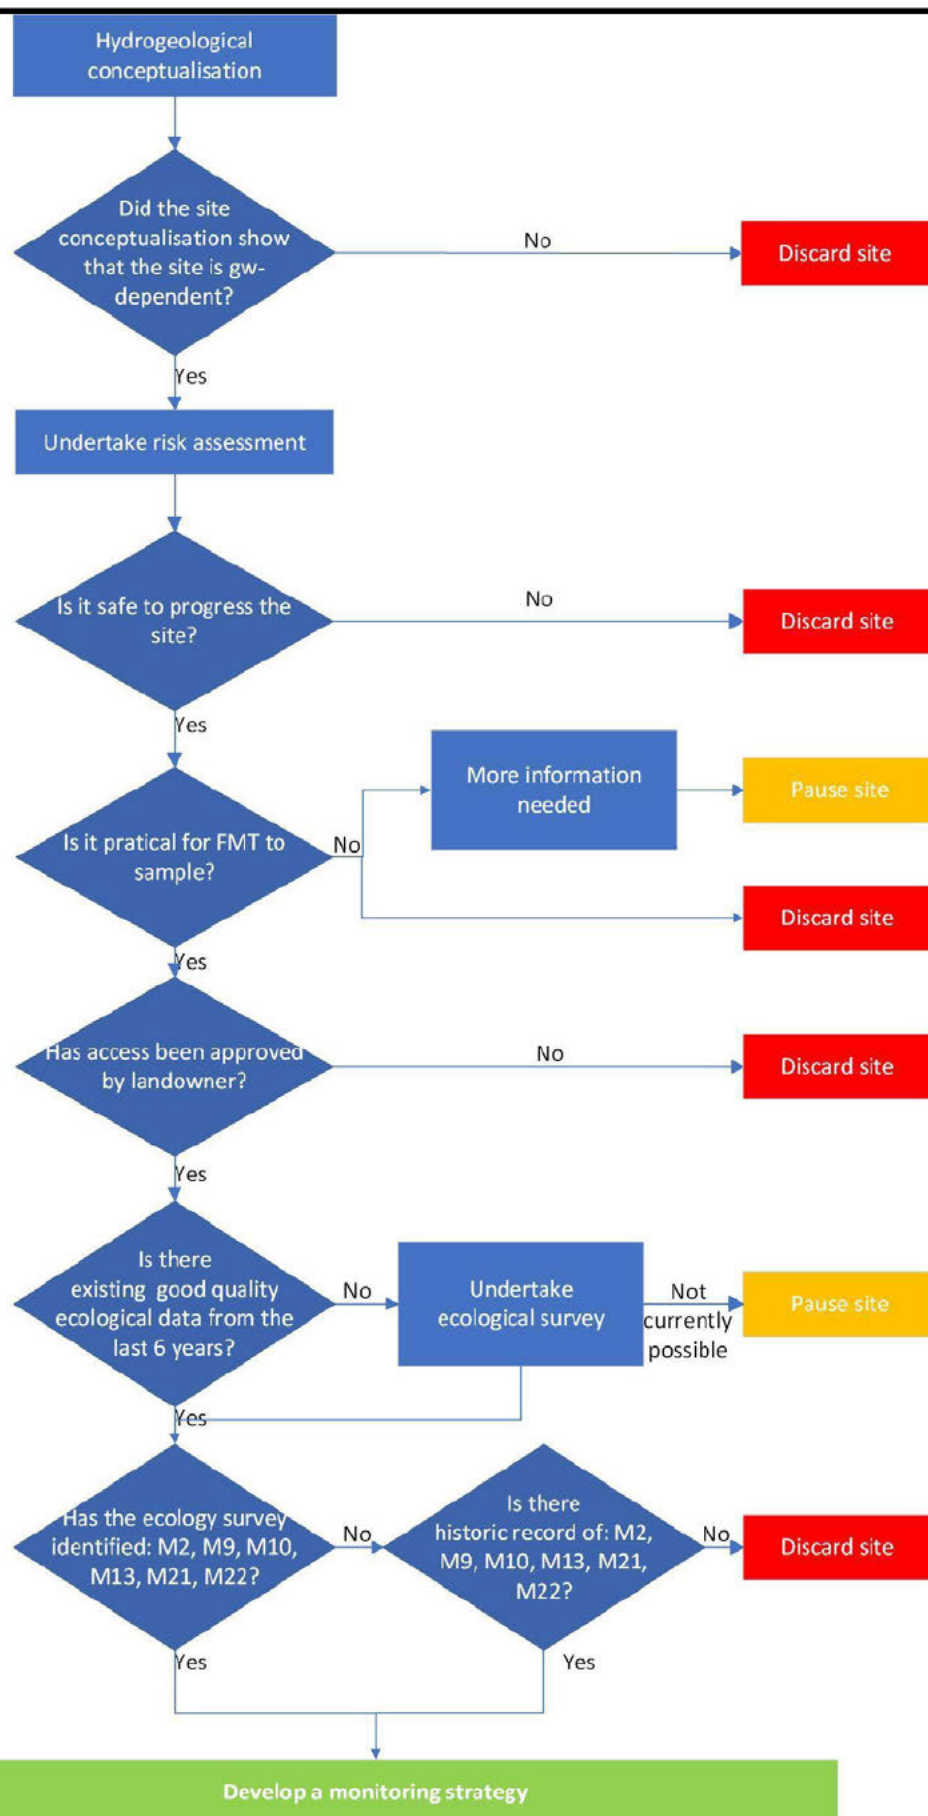 Hydrogeological
conceptualisation
Did the site
conceptualisation show
that the site is gw-
dependent?
No
Discard site
Yes
Undertake risk assessment
Is it safe to progress the
site?
No
Discard site
Yes
More information
needed
Pause site
Is it pratical for FMT to
sample?
No
Discard site
Yes
Has access been approved
by landowner?
No
Discard site
Yes
Is there
existing good quality
ecological data from the
last 6 years?
No
Undertake
ecological survey
Not
currently
possible
Pause site
Yes
Has the ecology survey
identified: M2, M9, M10,
M13, M21, M22?
No
Is there
historic record of: M2,
M9, M10, M13, M21,
M22?
No
Discard site
Yes
Yes
Develop a monitoring strategy